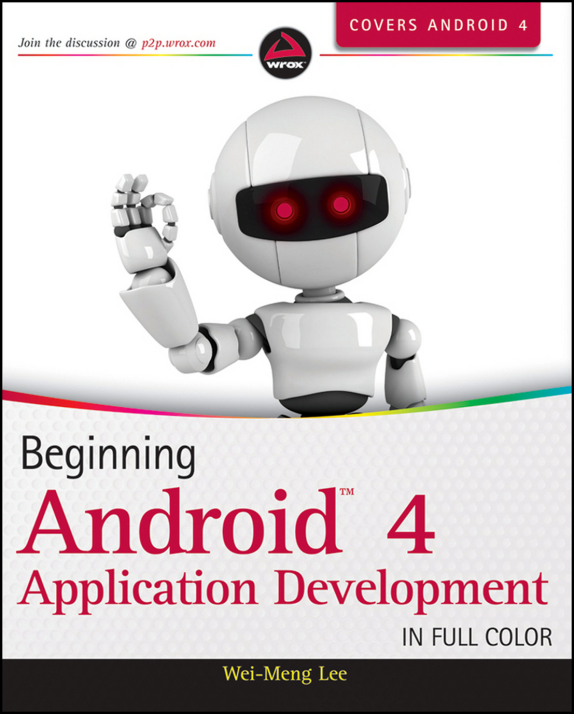 COVERS ANDROID 4
Join the discussion @ p2p.wrox.com
wrox™
Beginning
Android™ 4
Application Development
IN FULL COLOR
Wei-Meng Lee